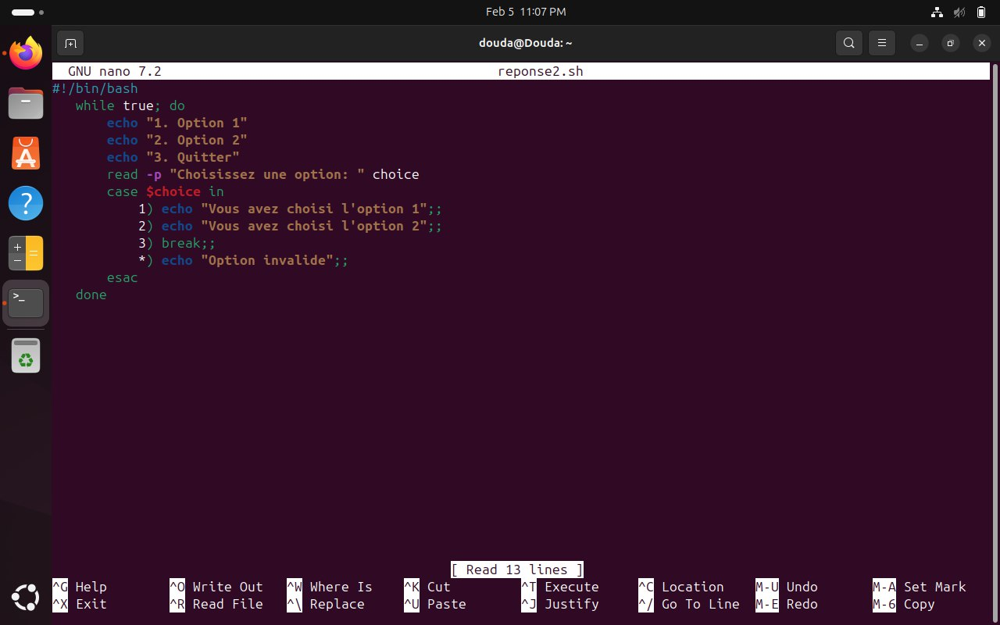 Feb 5 11:07 PM
douda@Douda: ~
GNU nano 7.2 reponse2.sh
#!/bin/bash
   while true; do
       echo "1. Option 1"
       echo "2. Option 2"
       echo "3. Quitter"
       read -p "Choisissez une option: " choice
       case $choice in
           1) echo "Vous avez choisi l'option 1";;
           2) echo "Vous avez choisi l'option 2";;
           3) break;;
           *) echo "Option invalide";;
       esac
   done
[ Read 13 lines ]
^G Help ^O Write Out ^W Where Is ^K Cut ^T Execute ^C Location M-U Undo M-A Set Mark
^X Exit ^R Read File ^\ Replace ^U Paste ^J Justify ^/ Go To Line M-E Redo M-6 Copy